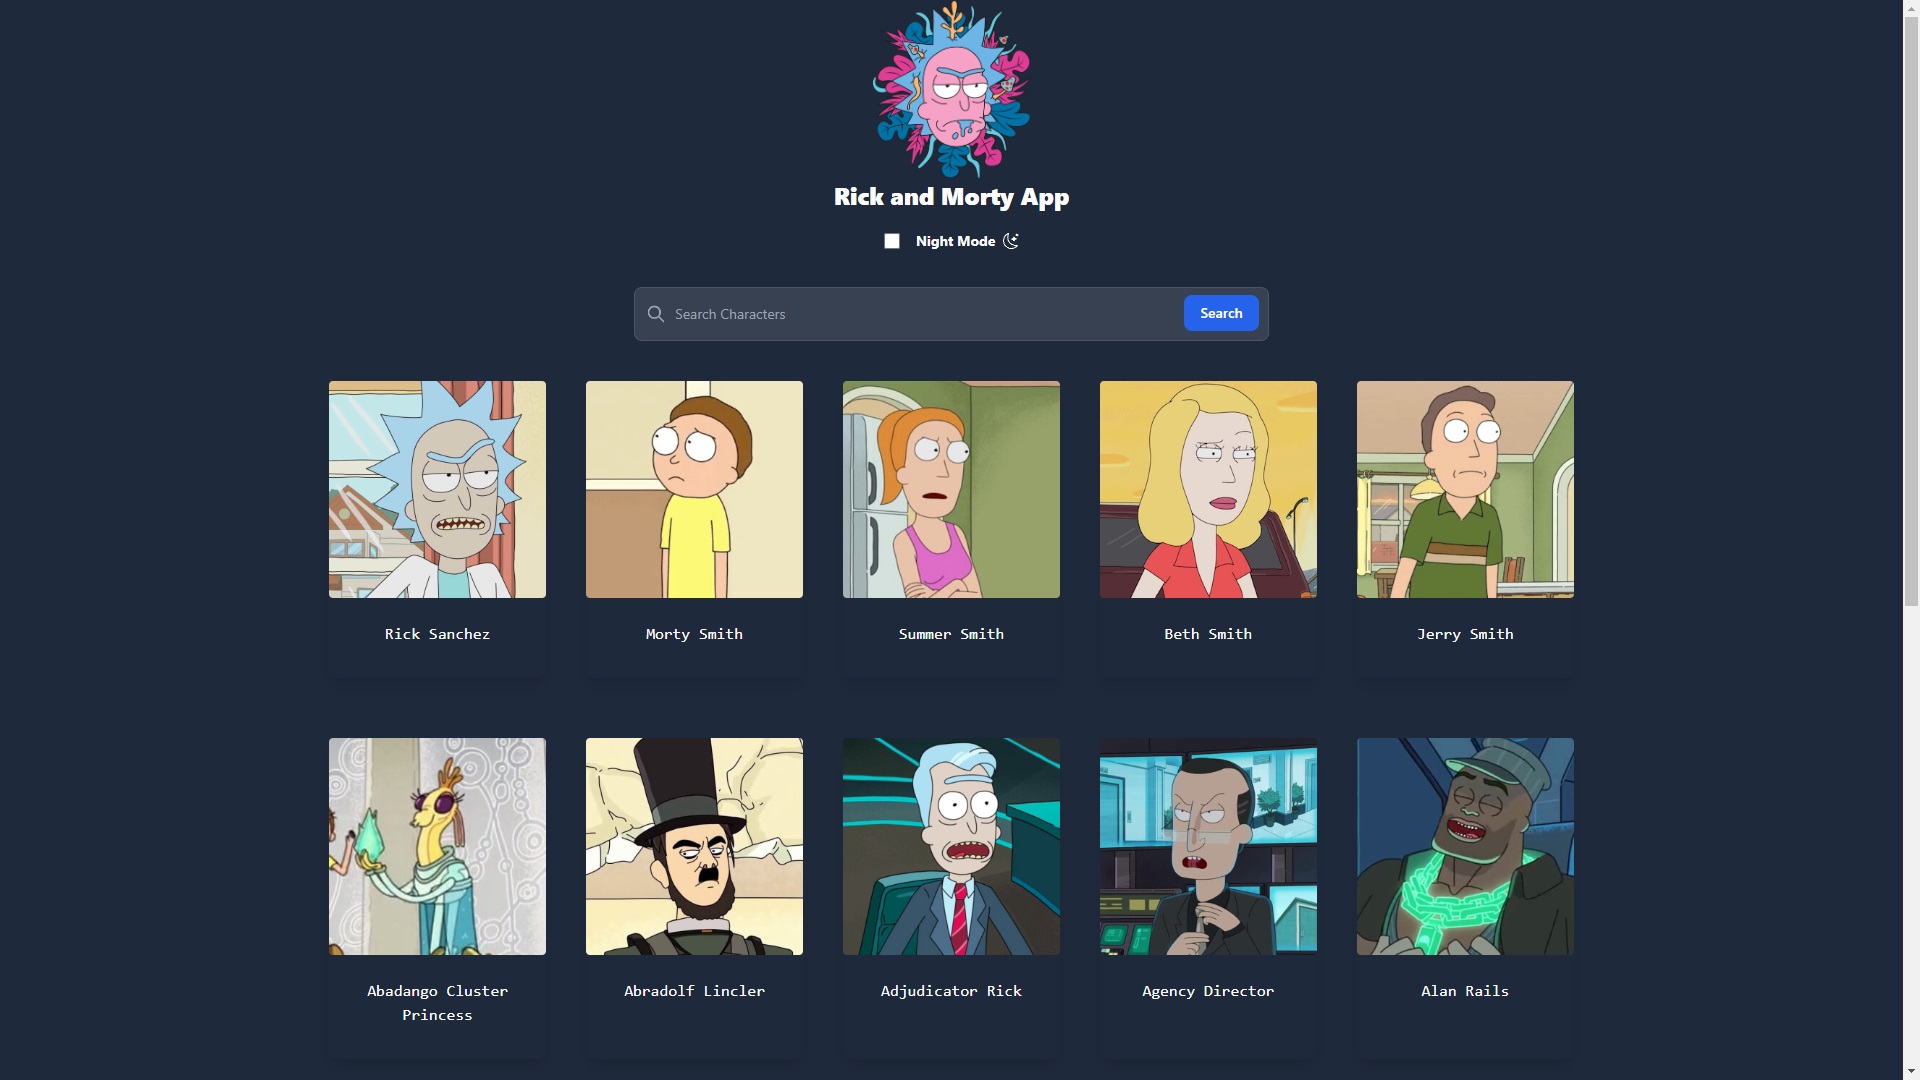 Rick and Morty App
Night Mode
Search Characters
Search
Rick Sanchez
Morty Smith
Summer Smith
Beth Smith
Jerry Smith
Abadango Cluster
Princess
Abradolf Lincler
Adjudicator Rick
Agency Director
Alan Rails